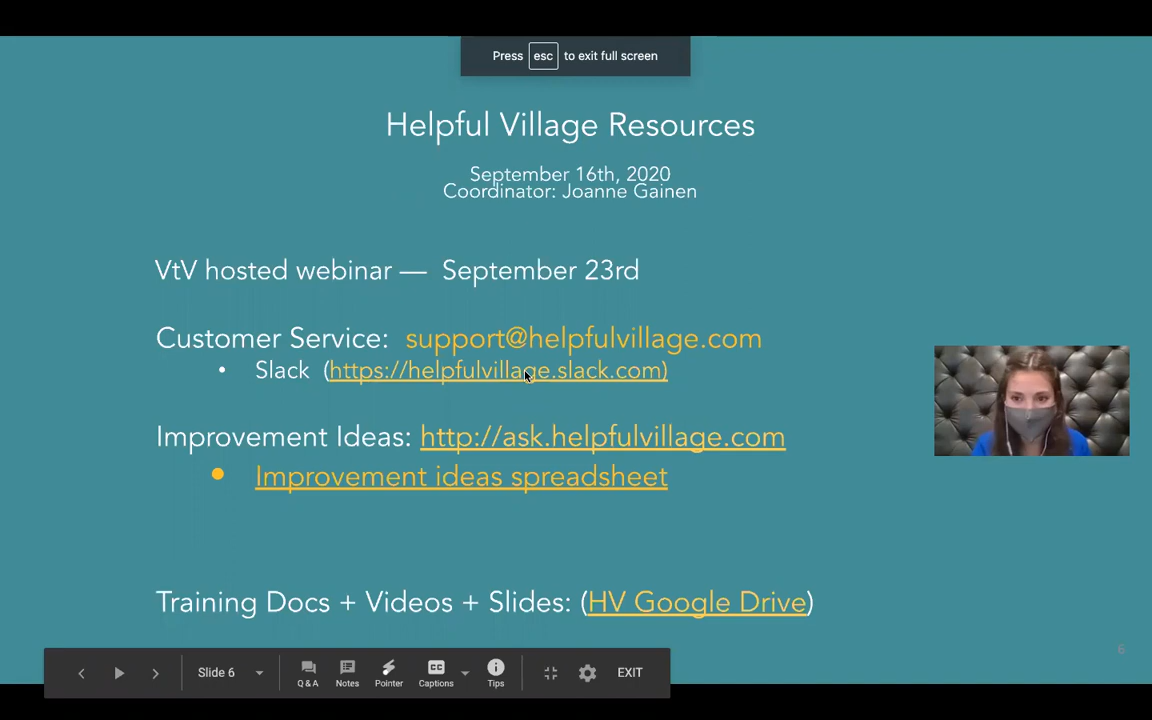 Press esc to exit full screen
Helpful Village Resources
September 16th, 2020
Coordinator: Joanne Gainen
VtV hosted webinar — September 23rd
Customer Service: support@helpfulvillage.com
• Slack (https://helpfulvillage.slack.com)
Improvement Ideas: http://ask.helpfulvillage.com
● Improvement ideas spreadsheet
Training Docs + Videos + Slides: (HV Google Drive)
6
Slide 6
Q & A
Notes
Pointer
CC
Captions
Tips
EXIT